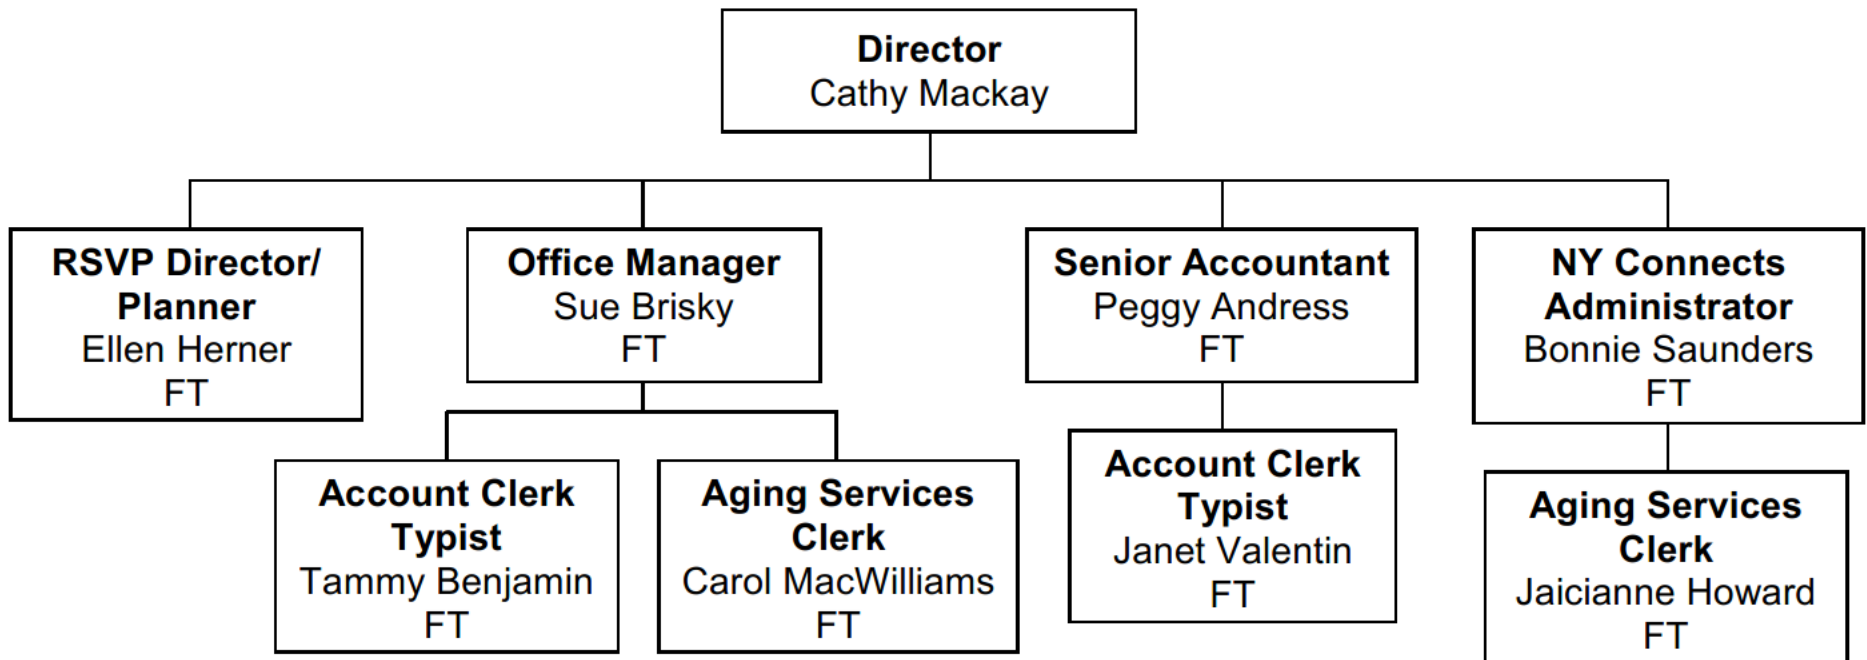 Director
Cathy Mackay
RSVP Director/
Planner
Ellen Herner
FT
Office Manager
Sue Brisky
FT
Senior Accountant
Peggy Andress
FT
NY Connects
Administrator
Bonnie Saunders
FT
Account Clerk
Typist
Tammy Benjamin
FT
Aging Services
Clerk
Carol MacWilliams
FT
Account Clerk
Typist
Janet Valentin
FT
Aging Services
Clerk
Jaicianne Howard
FT